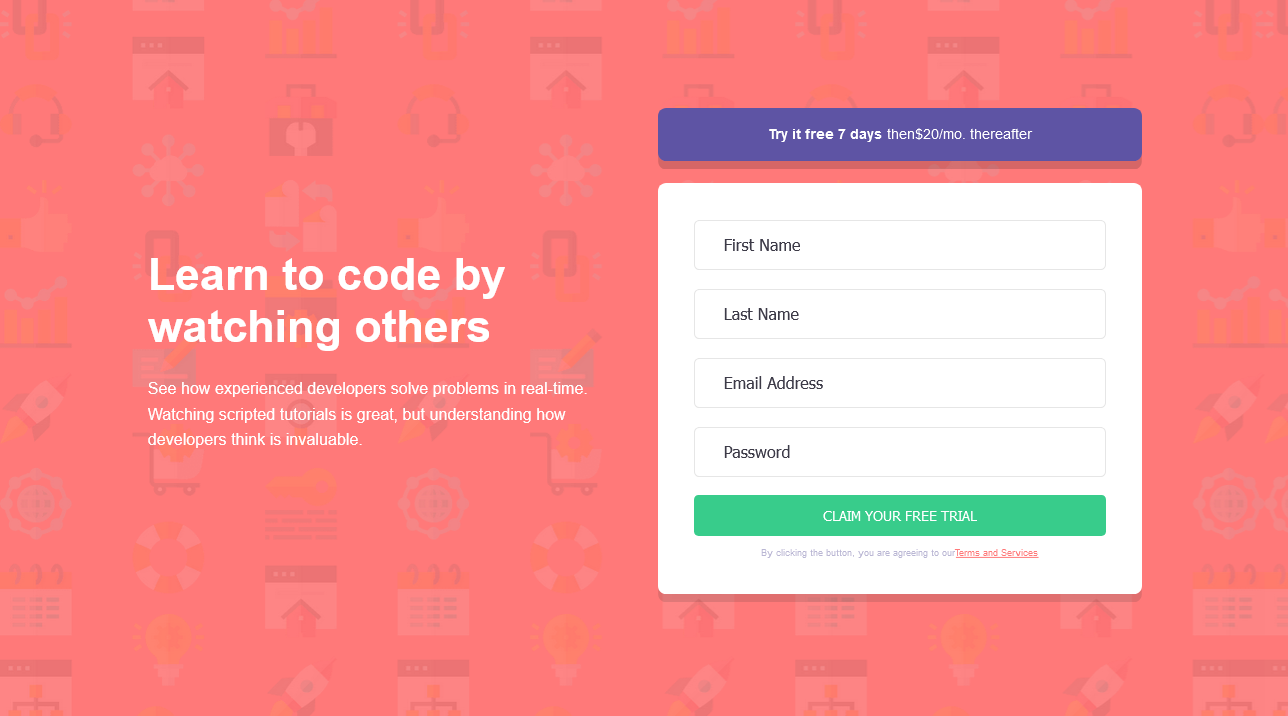 Learn to code by
watching others
See how experienced developers solve problems in real-time.
Watching scripted tutorials is great, but understanding how
developers think is invaluable.
Try it free 7 days then$20/mo. thereafter
First Name
Last Name
Email Address
Password
CLAIM YOUR FREE TRIAL
By clicking the button, you are agreeing to ourTerms and Services